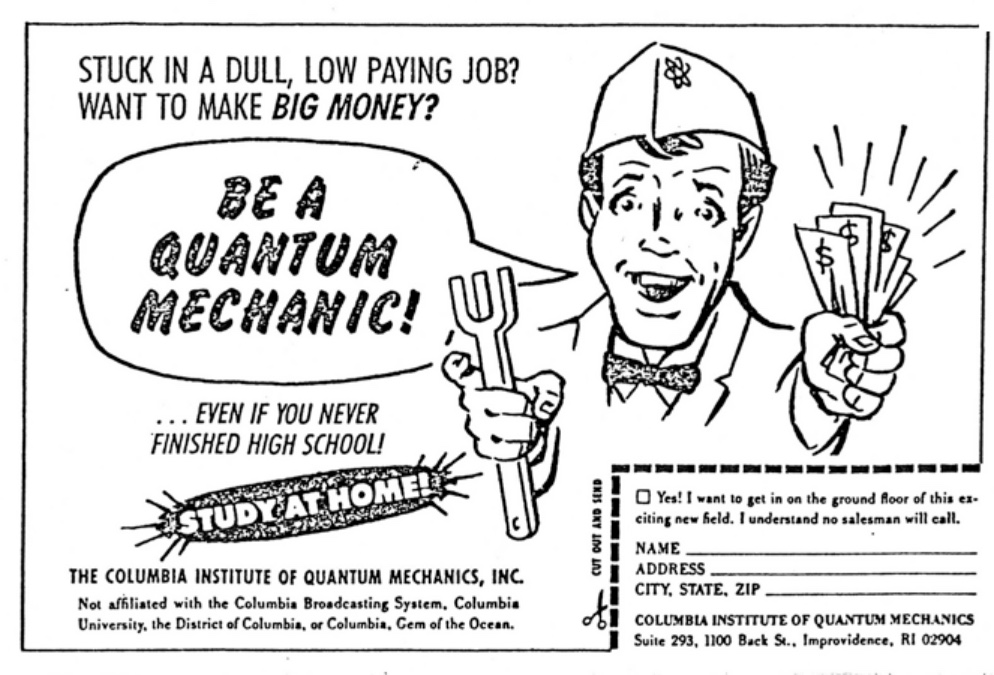 STUCK IN A DULL, LOW PAYING JOB?
WANT TO MAKE BIG MONEY?
BE A
QUANTUM
MECHANIC!
... EVEN IF YOU NEVER
FINISHED HIGH SCHOOL!
STUDY AT HOME!
THE COLUMBIA INSTITUTE OF QUANTUM MECHANICS, INC.
Not affiliated with the Columbia Broadcasting System, Columbia
University, the District of Columbia, or Columbia, Gem of the Ocean.
$
$
$
C
CUT OUT AND SEND
☐ Yes! I want to get in on the ground floor of this ex-
citing new field. I understand no salesman will call.
NAME
ADDRESS
CITY, STATE, ZIP
COLUMBIA INSTITUTE OF QUANTUM MECHANICS
Suite 293, 1100 Back St., Improvidence, RI 02904